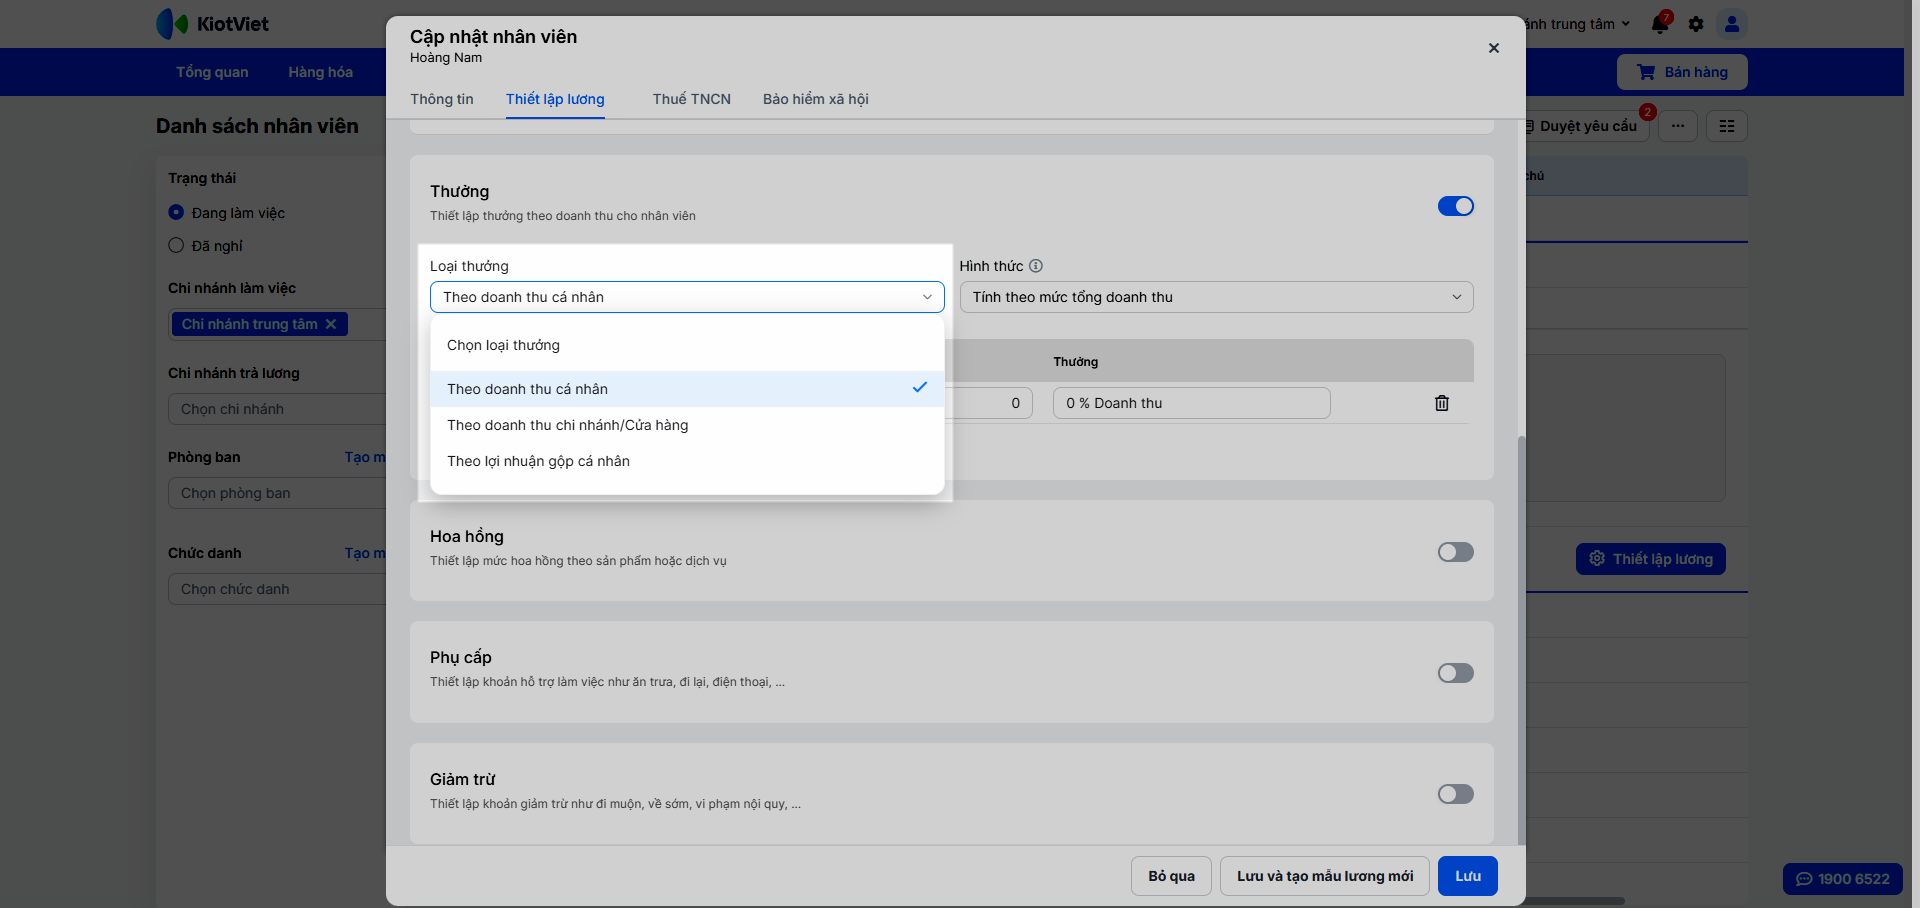 KiotViet
ánh trung tâm
7
Tổng quan
Hàng hóa
Bán hàng
Danh sách nhân viên
Duyệt yêu cầu
2
Trạng thái
Đang làm việc
Đã nghỉ
Chi nhánh làm việc
Chi nhánh trung tâm
Chi nhánh trả lương
Chọn chi nhánh
Phòng ban
Tạo m
Chọn phòng ban
Chức danh
Tạo m
Chọn chức danh
Cập nhật nhân viên
Hoàng Nam
Thông tin
Thiết lập lương
Thuế TNCN
Bảo hiểm xã hội
Thưởng
Thiết lập thưởng theo doanh thu cho nhân viên
Loại thưởng
Theo doanh thu cá nhân
Hình thức
Tính theo mức tổng doanh thu
Chọn loại thưởng
Theo doanh thu cá nhân
Theo doanh thu chi nhánh/Cửa hàng
Theo lợi nhuận gộp cá nhân
Thưởng
0
0 % Doanh thu
Hoa hồng
Thiết lập mức hoa hồng theo sản phẩm hoặc dịch vụ
Phụ cấp
Thiết lập khoản hỗ trợ làm việc như ăn trưa, đi lại, điện thoại, ...
Giảm trừ
Thiết lập khoản giảm trừ như đi muộn, về sớm, vi phạm nội quy, ...
Bỏ qua
Lưu và tạo mẫu lương mới
Lưu
chú
Thiết lập lương
1900 6522